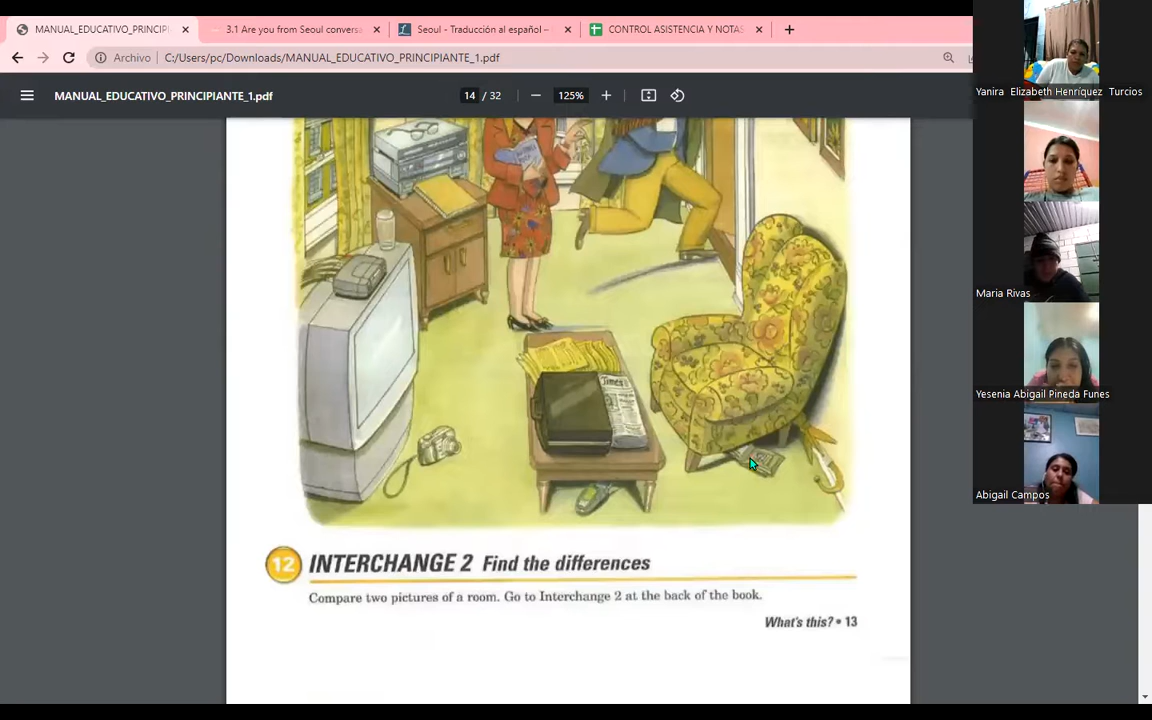 MANUAL_EDUCATIVO_PRINCIPI
3.1 Are you from Seoul conversa
Seoul - Traducción al español –
CONTROL ASISTENCIA Y NOTAS
Archivo
C:/Users/pc/Downloads/MANUAL_EDUCATIVO_PRINCIPIANTE_1.pdf
MANUAL_EDUCATIVO_PRINCIPIANTE_1.pdf
14 / 32
125%
Yanira Elizabeth Henríquez Turcios
Maria Rivas
Yesenia Abigail Pineda Funes
Abigail Campos
Times
12 INTERCHANGE 2 Find the differences
Compare two pictures of a room. Go to Interchange 2 at the back of the book.
What's this? • 13